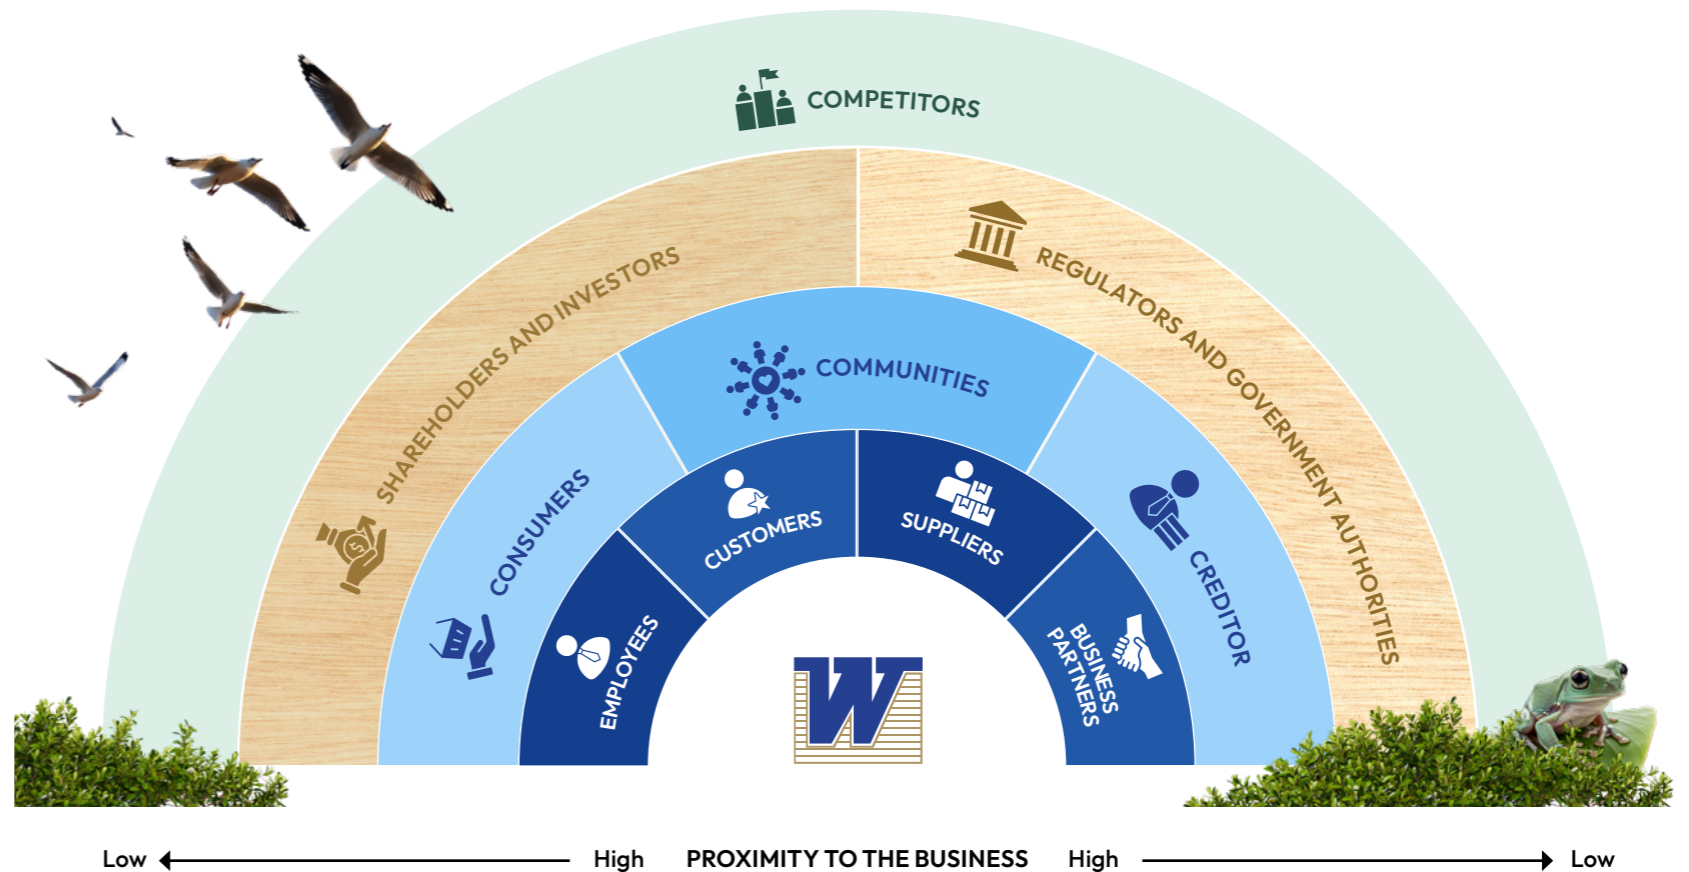 COMPETITORS
SHAREHOLDERS AND INVESTORS
REGULATORS AND GOVERNMENT AUTHORITIES
CONSUMERS
COMMUNITIES
CREDITOR
EMPLOYEES
CUSTOMERS
SUPPLIERS
BUSINESS
PARTNERS
W
Low High PROXIMITY TO THE BUSINESS High Low